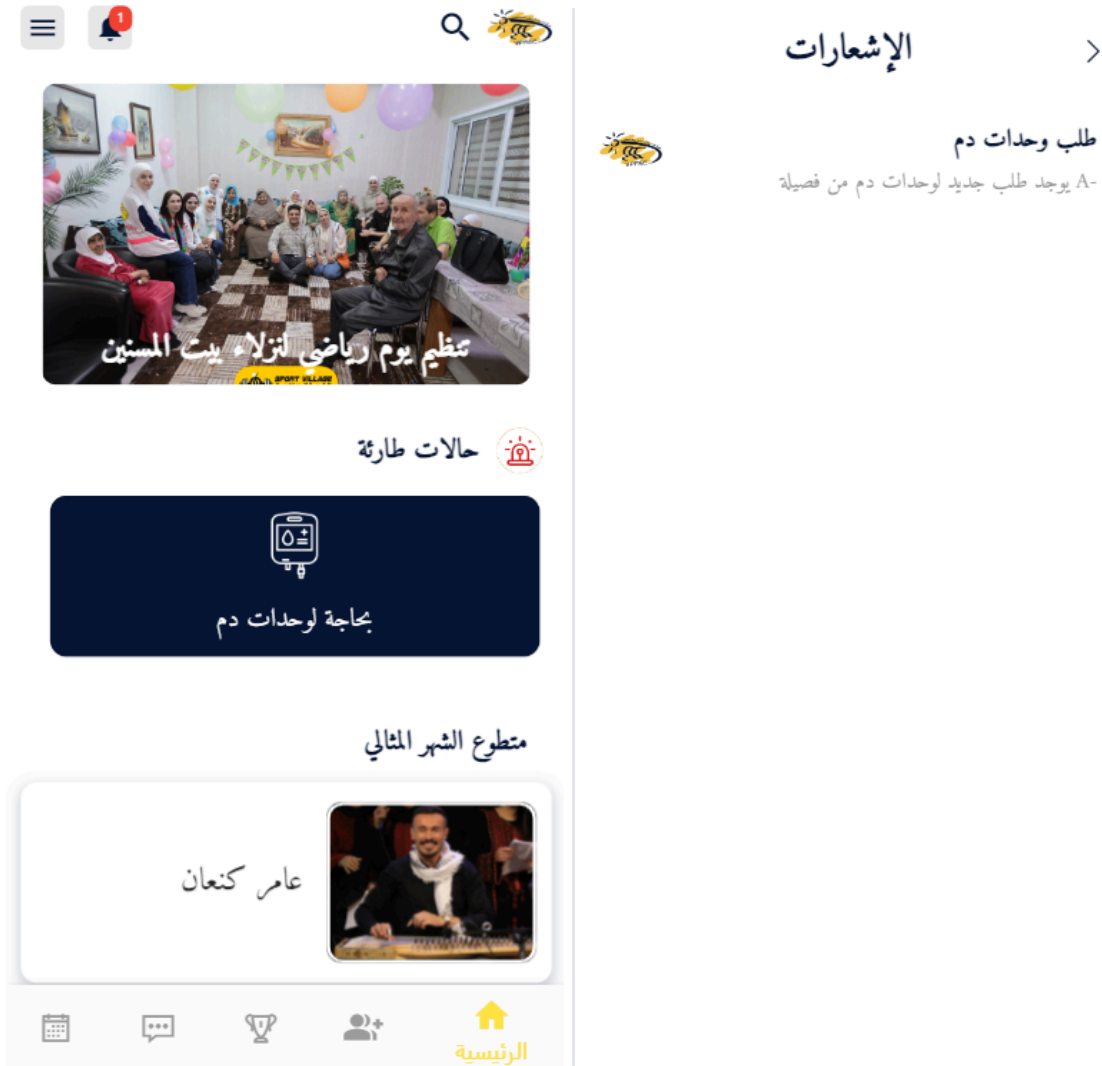 1
تنظيم يوم رياضي لنزلاء بيت المسنين
SPORT VILLAGE
حالات طارئة
بحاجة لوحدات دم
متطوع الشهر المثالي
عامر كنعان
الرئيسية
الإشعارات
طلب وحدات دم
يوجد طلب جديد لوحدات دم من فصيلة A-